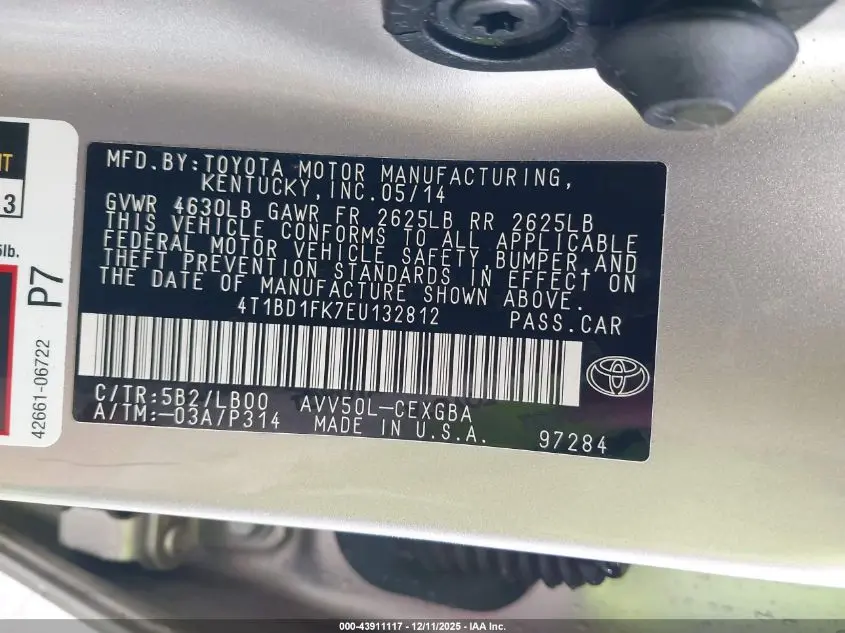 MFD.BY:TOYOTA MOTOR MANUFACTURING,
KENTUCKY,INC.05/14
GVWR 4630LB GAWR FR 2625LB RR 2625LB
THIS VEHICLE CONFORMS TO ALL APPLICABLE
FEDERAL MOTOR VEHICLE SAFETY,BUMPER,AND
THEFT PREVENTION STANDARDS IN EFFECT ON
THE DATE OF MANUFACTURE SHOWN ABOVE.
4T1BD1FK7EU132812 PASS.CAR
C/TR:5B2/LB00 AVV50L-CEXGBA
A/TM:-03A/P314 MADE IN U.S.A. 97284
3
lb.
P7
42661-06722
000-43911117 - 12/11/2025 - IAA Inc.